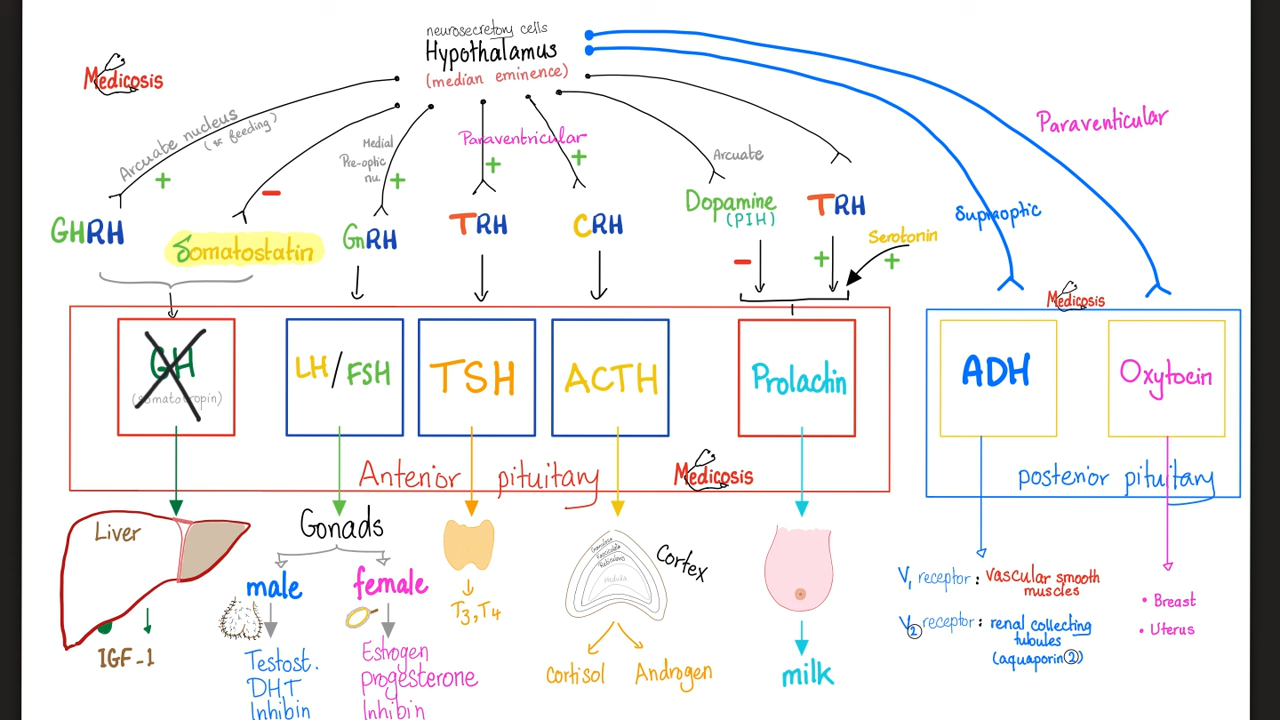 neurosecretory cells
Hypothalamus
(median eminence)
Medicosis
Arcuate nucleus
(& feeding)
+
−
Medial
Pre-optic
nu.
+
Paraventricular
+
+
Arcuate
Paraventicular
GHRH
Somatostatin
GnRH
TRH
CRH
Dopamine
(PIH)
TRH
Serotonin
Supraoptic
−
+
+
Medicosis
GH
(somatotropin)
LH/FSH
TSH
ACTH
Prolactin
ADH
Oxytocin
Anterior pituitary
Medicosis
posterior pituitary
Liver
IGF-1
Gonads
male
female
Testost.
DHT
Inhibin
Estrogen
progesterone
Inhibin
T3,T4
Reticularis
medulla
Cortex
Cortisol
Androgen
milk
V1 receptor: vascular smooth
muscles
V2 receptor: renal collecting
tubules
(aquaporin 2)
• Breast
• Uterus